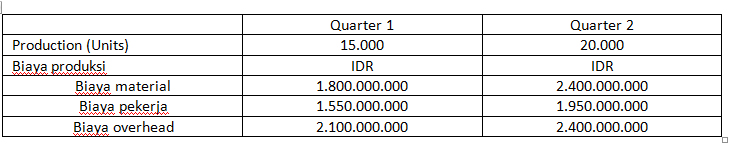 Quarter 1 Quarter 2
Production (Units) 15.000 20.000
Biaya produksi IDR IDR
Biaya material 1.800.000.000 2.400.000.000
Biaya pekerja 1.550.000.000 1.950.000.000
Biaya overhead 2.100.000.000 2.400.000.000